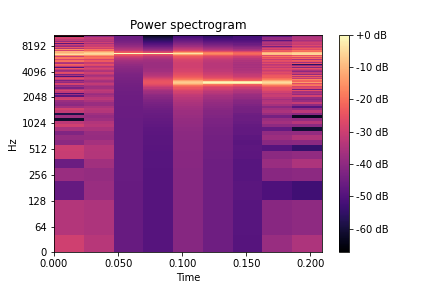 Power spectrogram
Hz
8192
4096
2048
1024
512
256
128
64
0
0.000 0.050 0.100 0.150 0.200
Time
+0 dB
-10 dB
-20 dB
-30 dB
-40 dB
-50 dB
-60 dB